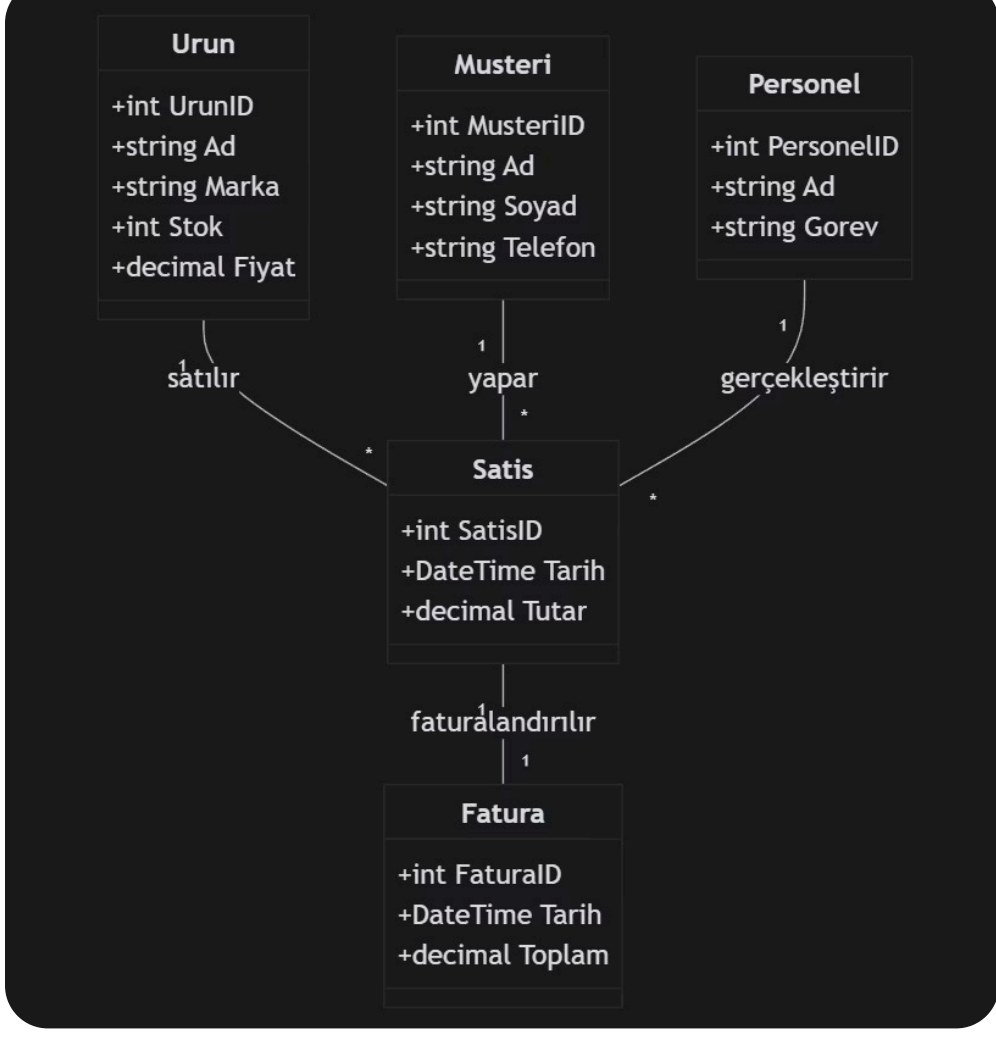 Urun
+int UrunID
+string Ad
+string Marka
+int Stok
+decimal Fiyat
Musteri
+int MusteriID
+string Ad
+string Soyad
+string Telefon
Personel
+int PersonelID
+string Ad
+string Gorev
1
satılır
*
1
yapar
*
1
gerçekleştirir
*
Satis
+int SatisID
+DateTime Tarih
+decimal Tutar
1
faturalandırılır
1
Fatura
+int FaturaID
+DateTime Tarih
+decimal Toplam